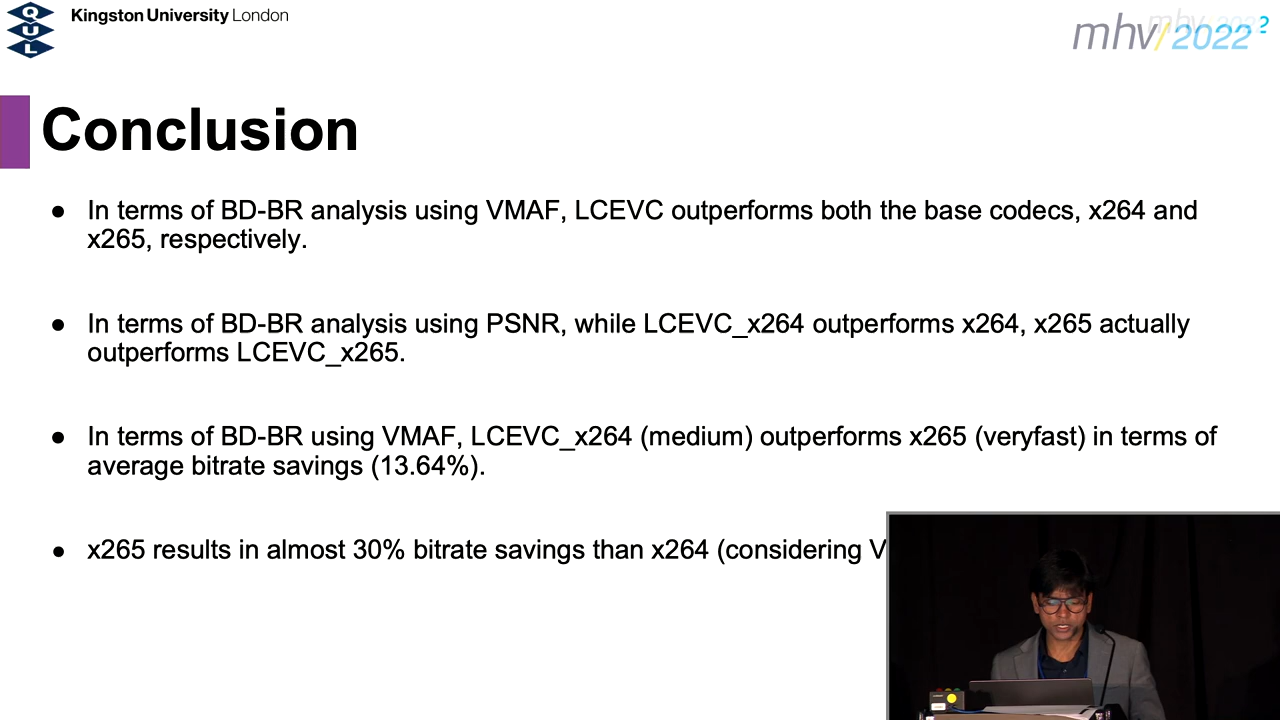 QUL
Kingston University London
mhv/2022
Conclusion
● In terms of BD-BR analysis using VMAF, LCEVC outperforms both the base codecs, x264 and
x265, respectively.
● In terms of BD-BR analysis using PSNR, while LCEVC_x264 outperforms x264, x265 actually
outperforms LCEVC_x265.
● In terms of BD-BR using VMAF, LCEVC_x264 (medium) outperforms x265 (veryfast) in terms of
average bitrate savings (13.64%).
● x265 results in almost 30% bitrate savings than x264 (considering V